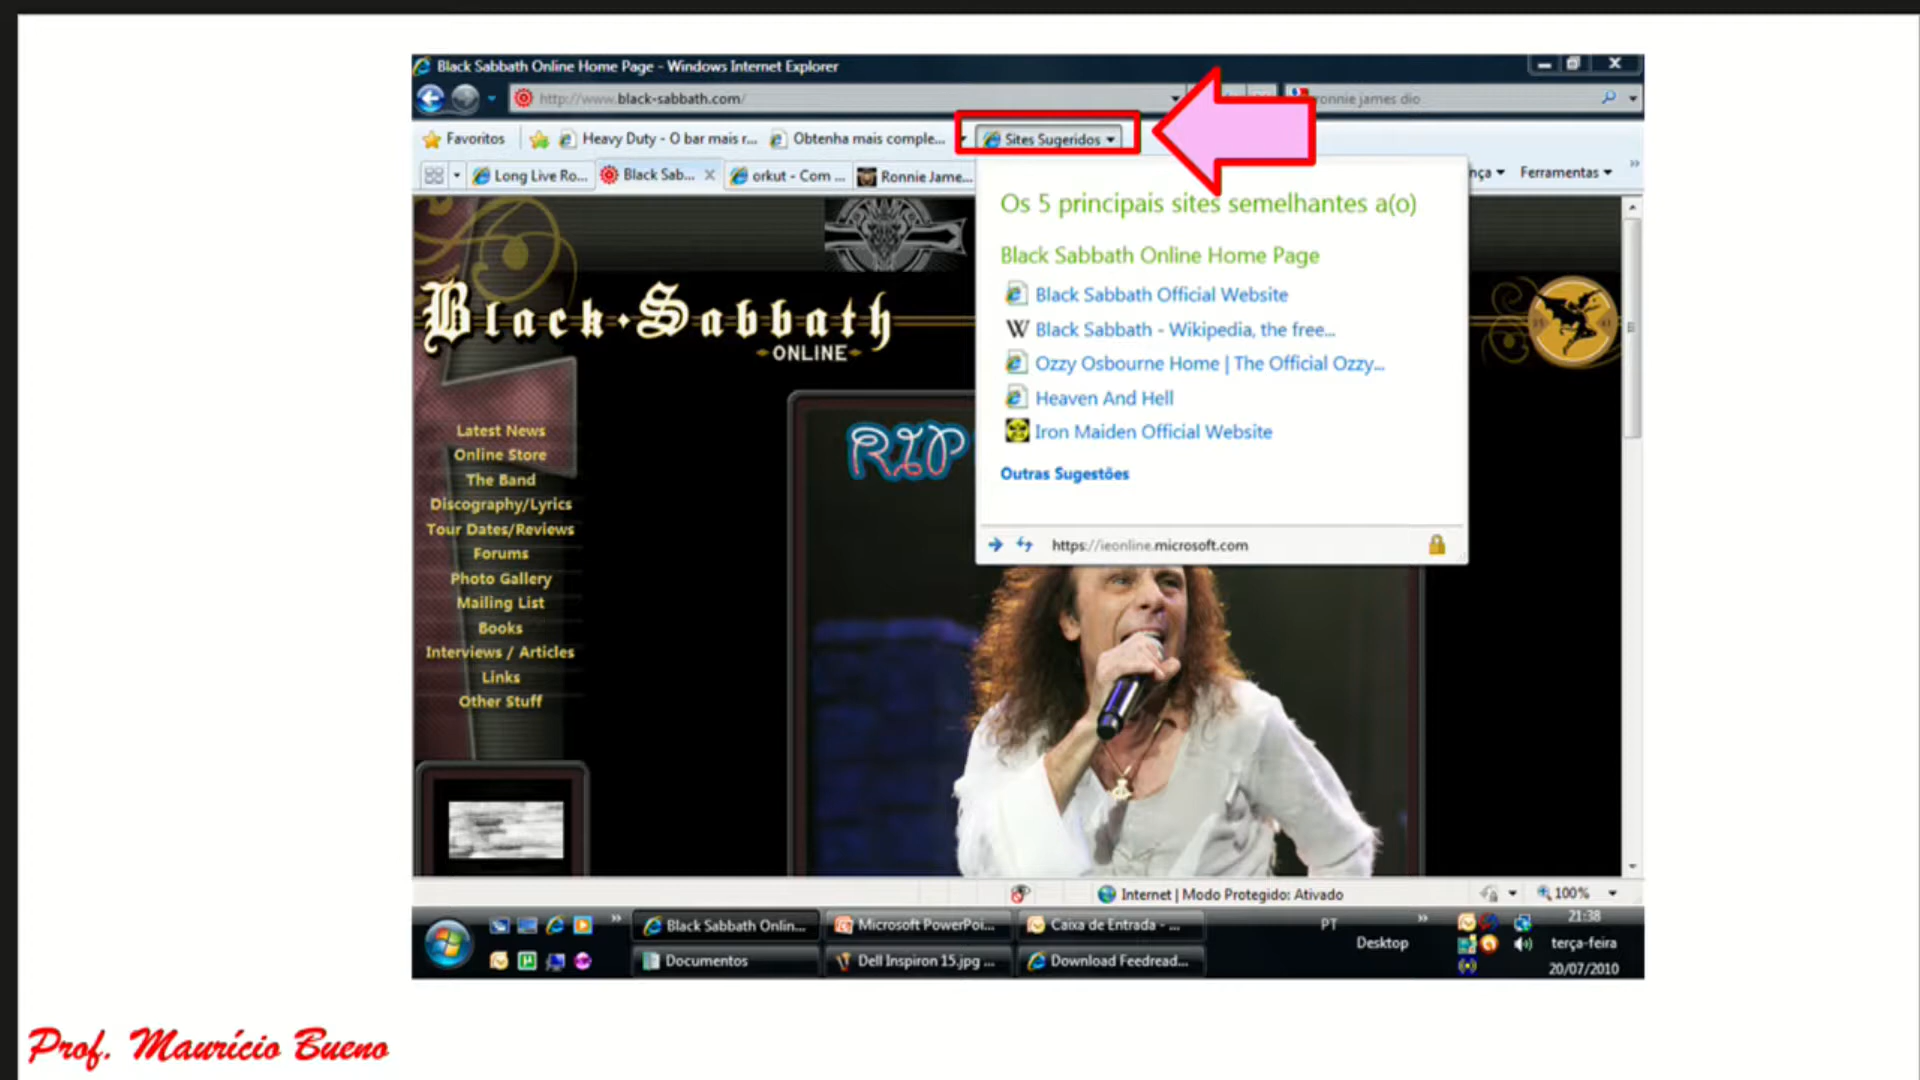 Black Sabbath Online Home Page - Windows Internet Explorer
http://www.black-sabbath.com/
ronnie james dio
Favoritos
Heavy Duty - O bar mais r...
Obtenha mais comple...
Sites Sugeridos
Long Live Ro...
Black Sab...
orkut - Com ...
Ronnie Jame...
nça
Ferramentas
Os 5 principais sites semelhantes a(o)
Black Sabbath Online Home Page
Black Sabbath Official Website
W Black Sabbath - Wikipedia, the free...
Ozzy Osbourne Home | The Official Ozzy...
Heaven And Hell
Iron Maiden Official Website
Outras Sugestões
https://ieonline.microsoft.com
Black Sabbath
ONLINE
RIP
Latest News
Online Store
The Band
Discography/Lyrics
Tour Dates/Reviews
Forums
Photo Gallery
Mailing List
Books
Interviews / Articles
Links
Other Stuff
Internet | Modo Protegido: Ativado
100%
Black Sabbath Onlin...
Microsoft PowerPoi...
Caixa de Entrada - ...
PT
21:38
Desktop
terça-feira
Documentos
Dell Inspiron 15.jpg ...
Download Feedread...
20/07/2010
Prof. Maurício Bueno